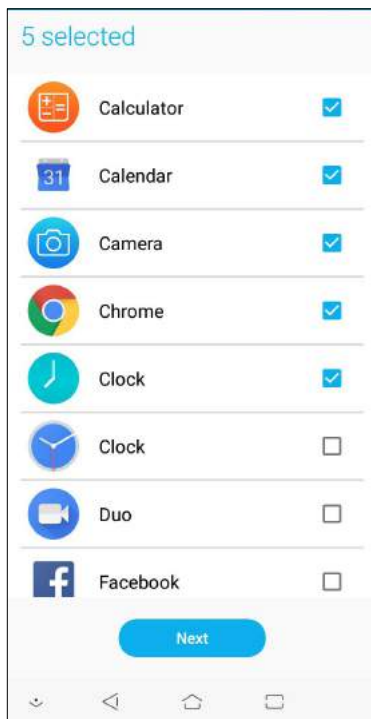 5 selected
Calculator
31
Calendar
Camera
Chrome
Clock
Clock
Duo
Facebook
Next